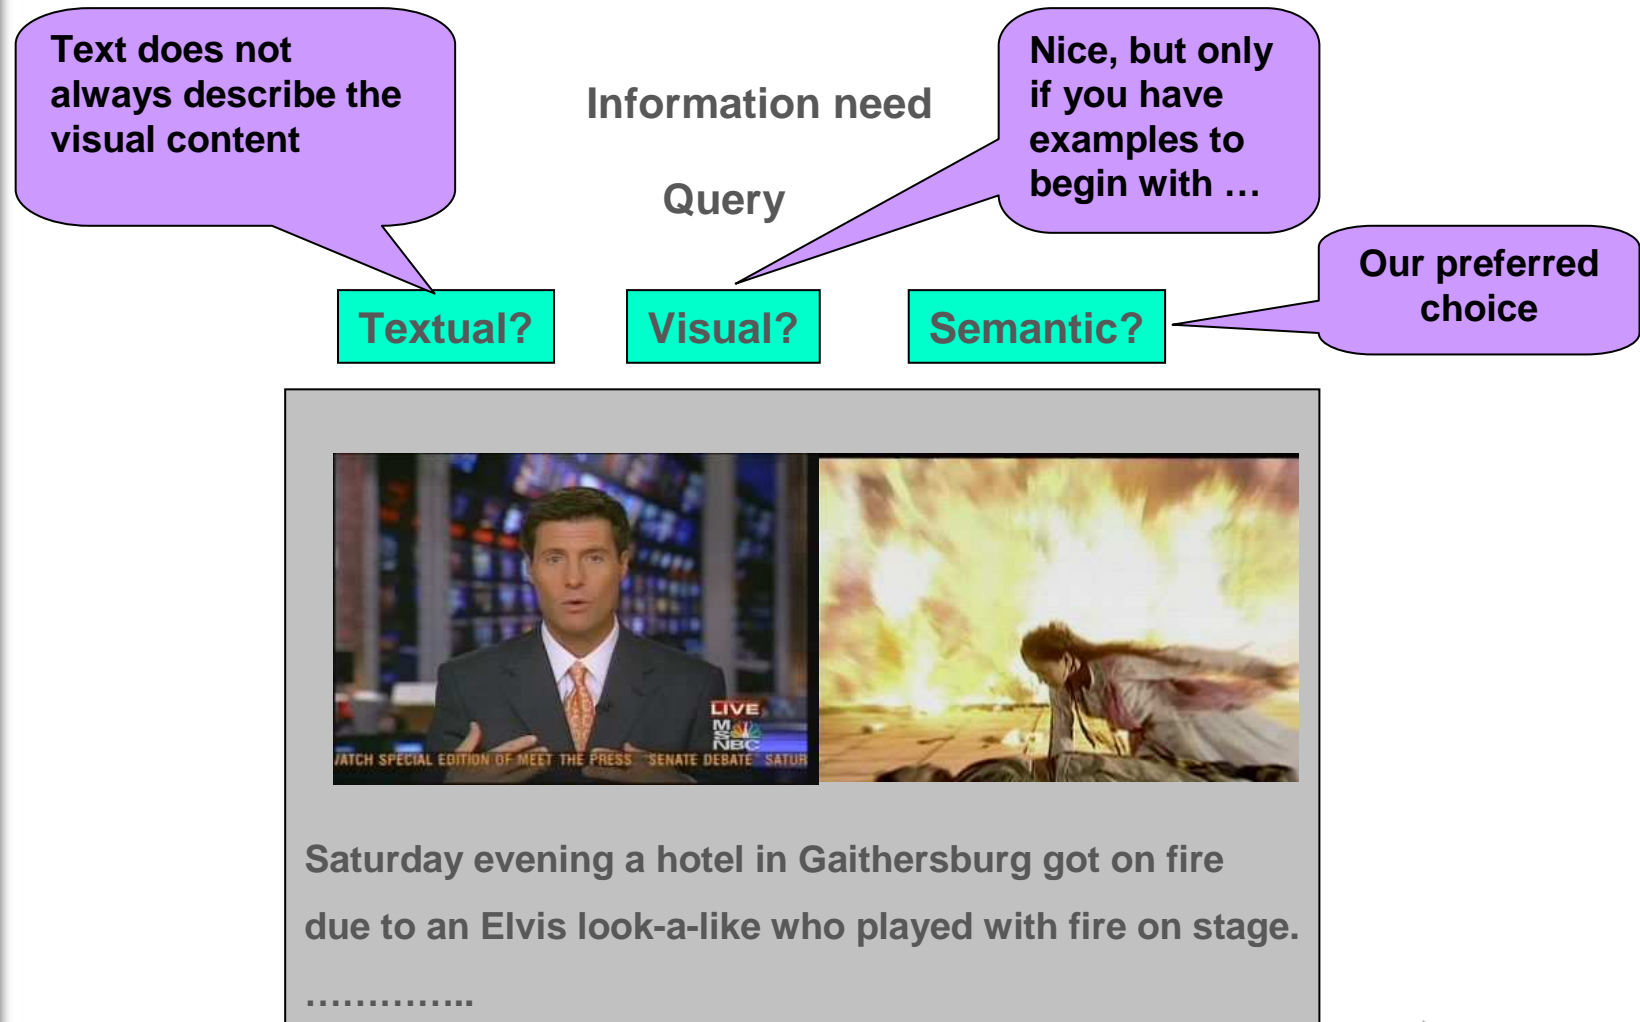 Text does not
always describe the
visual content
Information need
Nice, but only
if you have
examples to
begin with …
Query
Our preferred
choice
Textual?
Visual?
Semantic?
LIVE
MSNBC
WATCH SPECIAL EDITION OF MEET THE PRESS "SENATE DEBATE" SATUR
Saturday evening a hotel in Gaithersburg got on fire
due to an Elvis look-a-like who played with fire on stage.
…………..